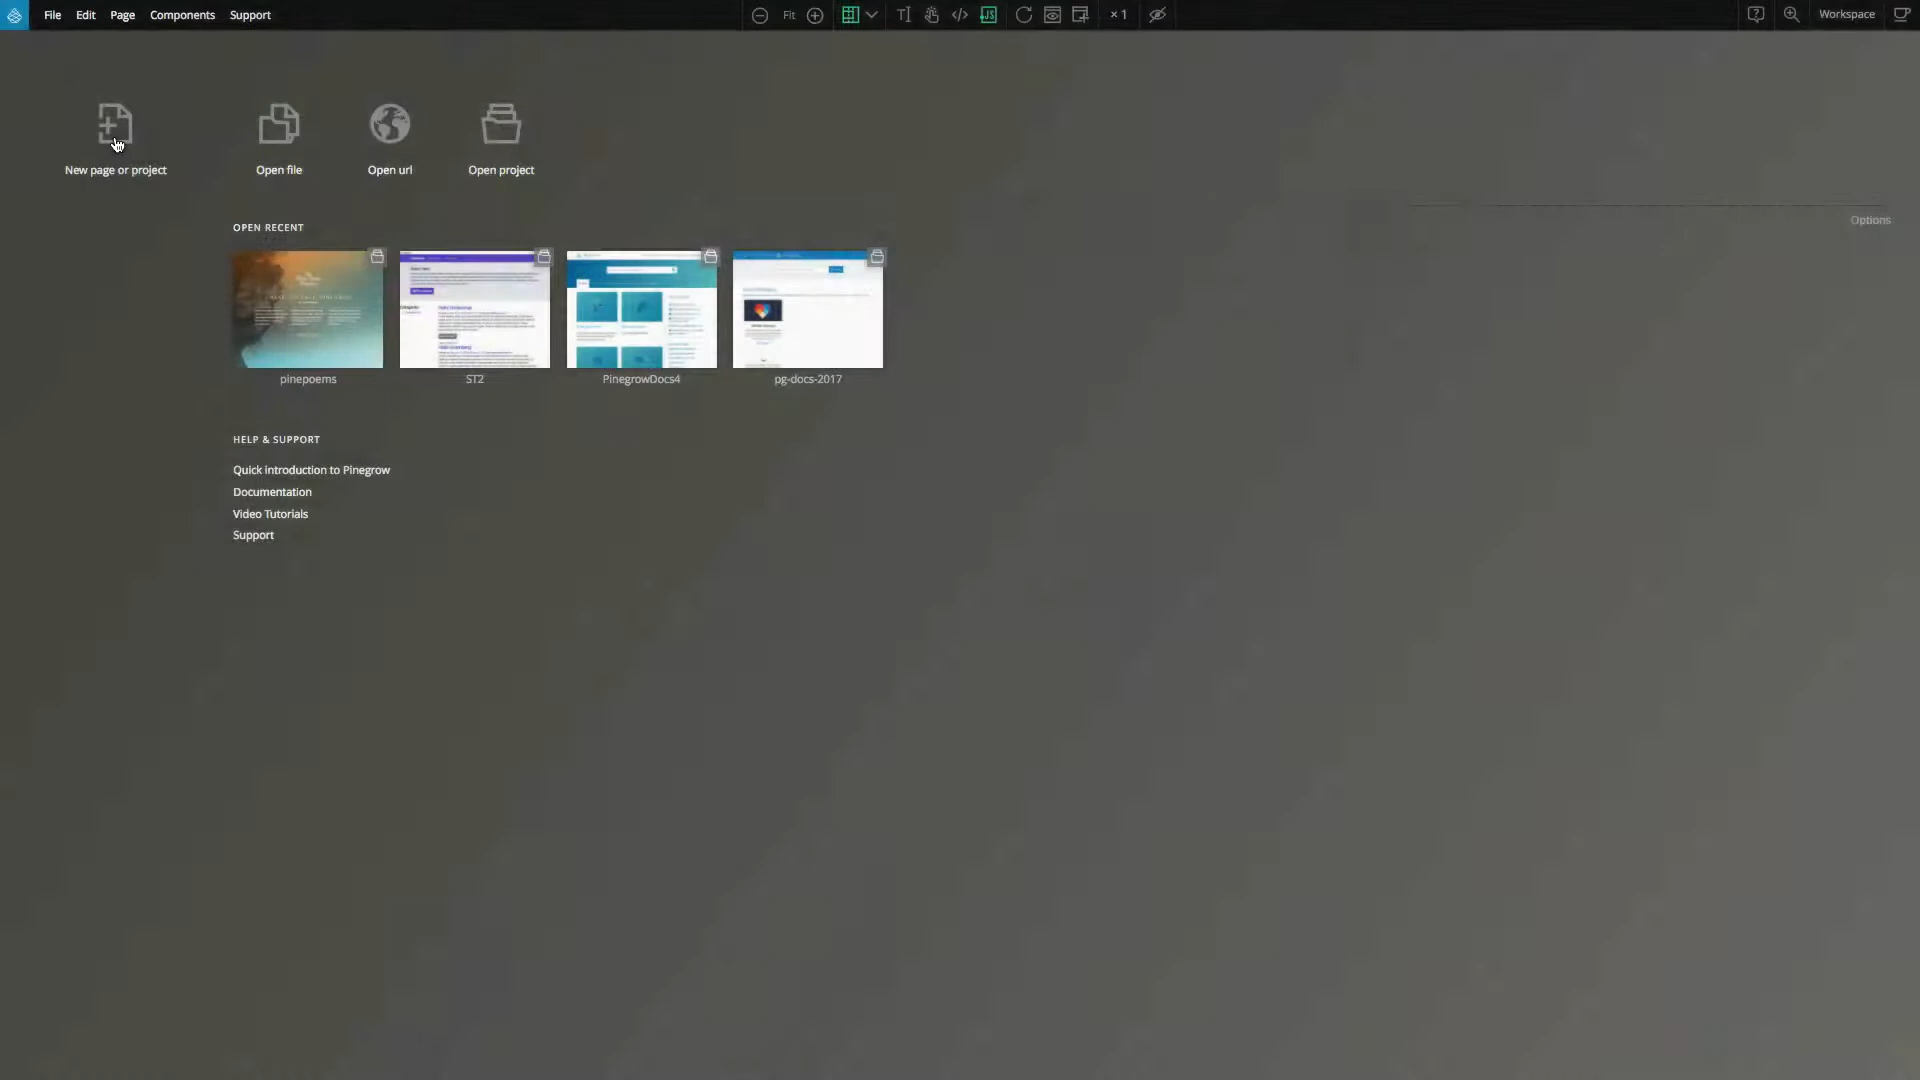 File Edit Page Components Support Fit × 1 Workspace
New page or project Open file Open url Open project
Options
OPEN RECENT
pinepoems ST2 PinegrowDocs4 pg-docs-2017
HELP & SUPPORT
Quick introduction to Pinegrow
Documentation
Video Tutorials
Support